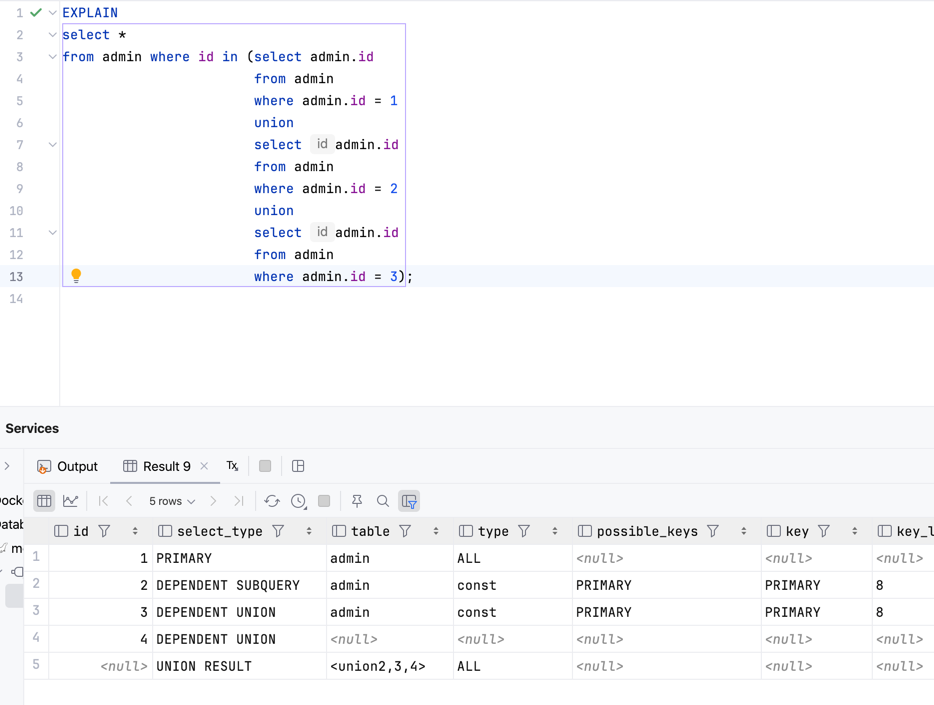 1 EXPLAIN
2 select *
3 from admin where id in (select admin.id
4 from admin
5 where admin.id = 1
6 union
7 select id admin.id
8 from admin
9 where admin.id = 2
10 union
11 select id admin.id
12 from admin
13 where admin.id = 3);
14
Services
Output Result 9 Tx
ocke
5 rows
atab
id select_type table type possible_keys key key_l
m
1 1 PRIMARY admin ALL <null> <null> <null>
2 2 DEPENDENT SUBQUERY admin const PRIMARY PRIMARY 8
3 3 DEPENDENT UNION admin const PRIMARY PRIMARY 8
4 4 DEPENDENT UNION <null> <null> <null> <null> <null>
5 <null> UNION RESULT <union2,3,4> ALL <null> <null> <null>